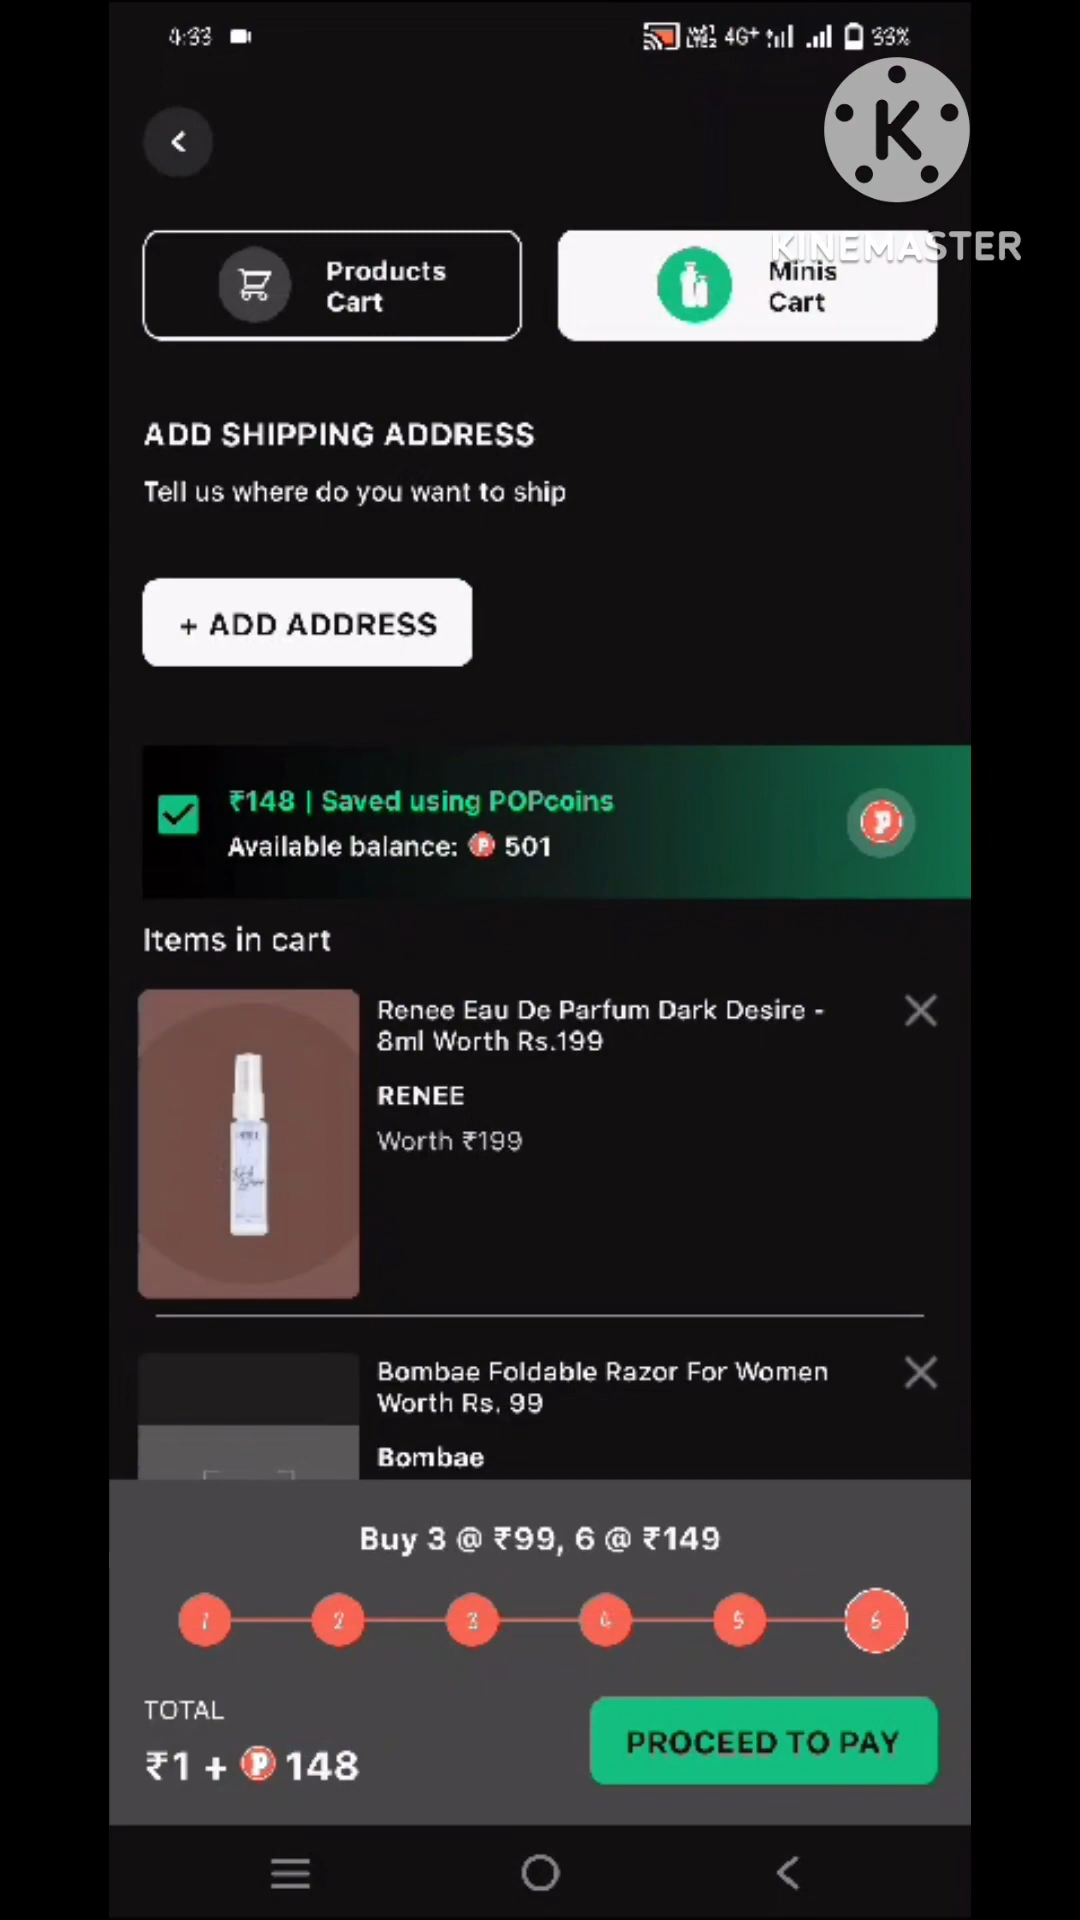 4:33
4G+
33%
K
KINEMASTER
Products
Cart
Minis
Cart
ADD SHIPPING ADDRESS
Tell us where do you want to ship
+ ADD ADDRESS
₹148 | Saved using POPcoins
Available balance: P 501
P
Items in cart
Renee Eau De Parfum Dark Desire -
8ml Worth Rs.199
RENEE
Worth ₹199
Bombae Foldable Razor For Women
Worth Rs. 99
Bombae
Buy 3 @ ₹99, 6 @ ₹149
1 2 3 4 5 6
TOTAL
₹1 + P 148
PROCEED TO PAY